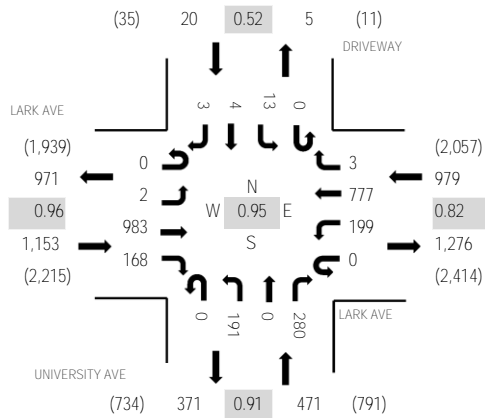 (35) 20 0.52 5 (11)
DRIVEWAY
LARK AVE
3 4 13 0
(1,939) (2,057)
0 3
971 979
2 N 777
0.96 W 0.95 E 0.82
983 199
1,153 S 1,276
168 0
(2,215) (2,414)
0 191 0 280
LARK AVE
UNIVERSITY AVE
(734) 371 0.91 471 (791)